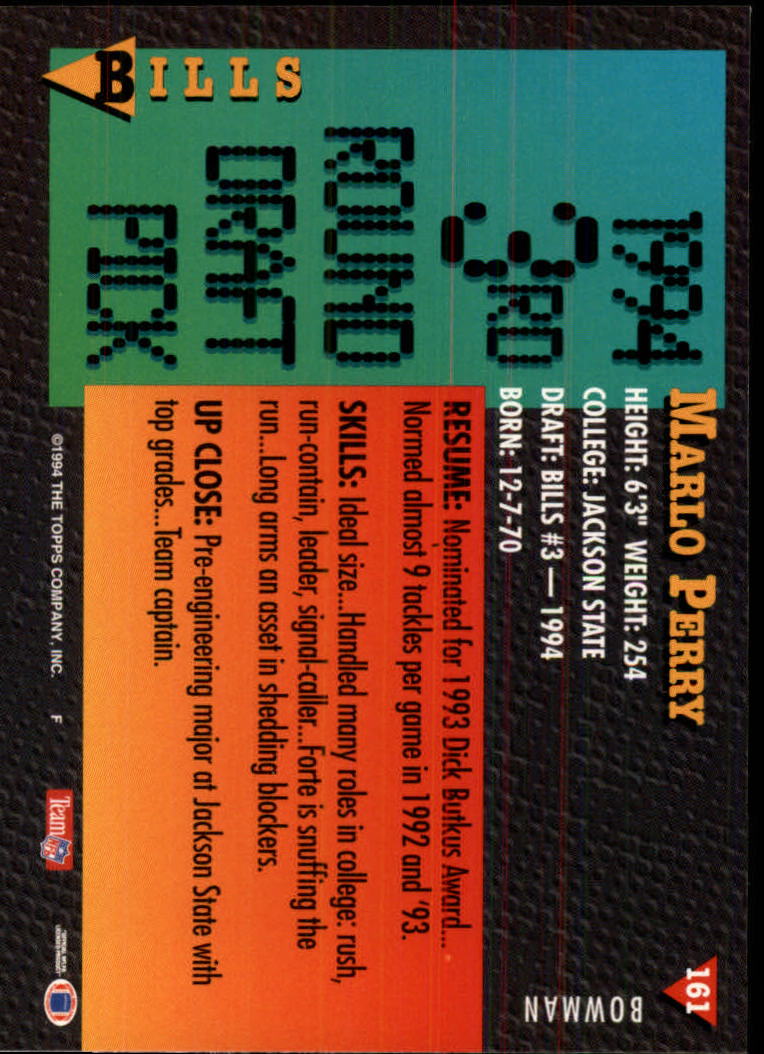 MARLO PERRY
161
BOWMAN
HEIGHT: 6'3" WEIGHT: 254
COLLEGE: JACKSON STATE
DRAFT: BILLS #3 — 1994
BORN: 12-7-70
1994
3RD
ROUND
DRAFT
PICK
BILLS
RESUME: Nominated for 1993 Dick Butkus Award...
Normed almost 9 tackles per game in 1992 and '93.
SKILLS: Ideal size...Handled many roles in college: rush,
run-contain, leader, signal-caller...Forte is snuffing the
run...Long arms an asset in shedding blockers.
UP CLOSE: Pre-engineering major at Jackson State with
top grades...Team captain.
©1994 THE TOPPS COMPANY, INC. F
Team NFL